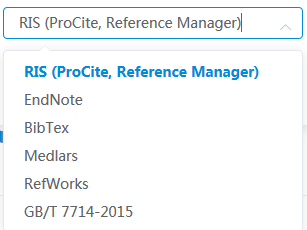 RIS (ProCite, Reference Manager)
RIS (ProCite, Reference Manager)
EndNote
BibTex
Medlars
RefWorks
GB/T 7714-2015